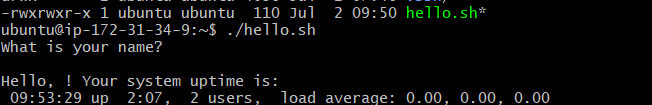 -rwxrwxr-x 1 ubuntu ubuntu 110 Jul 2 09:50 hello.sh*
ubuntu@ip-172-31-34-9:~$ ./hello.sh
What is your name?
Hello, ! Your system uptime is:
09:53:29 up 2:07, 2 users, load average: 0.00, 0.00, 0.00